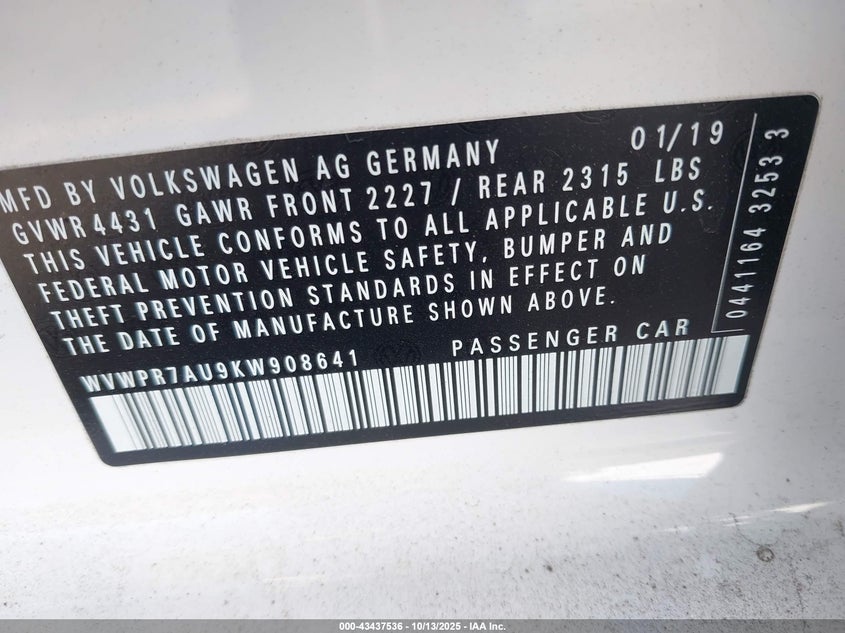 MFD BY VOLKSWAGEN AG GERMANY 01/19
GVWR 4431 GAWR FRONT 2227 / REAR 2315 LBS
THIS VEHICLE CONFORMS TO ALL APPLICABLE U.S.
FEDERAL MOTOR VEHICLE SAFETY, BUMPER AND
THEFT PREVENTION STANDARDS IN EFFECT ON
THE DATE OF MANUFACTURE SHOWN ABOVE.
WVWPR7AU9KW908641 PASSENGER CAR
0441164 3253 3
000-43437536 - 10/13/2025 - IAA Inc.